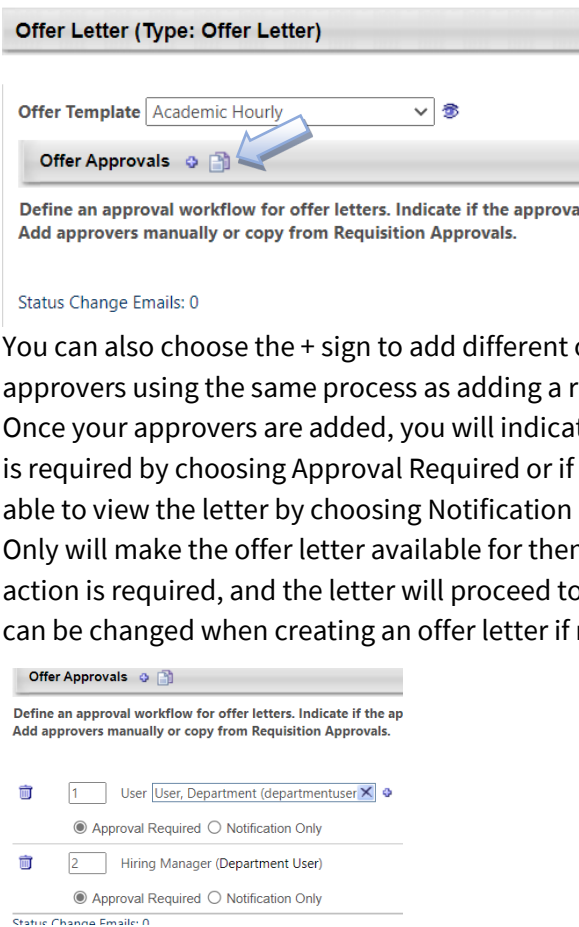 Offer Letter (Type: Offer Letter)
Offer Template Academic Hourly
Offer Approvals
Define an approval workflow for offer letters. Indicate if the approva
Add approvers manually or copy from Requisition Approvals.
Status Change Emails: 0
You can also choose the + sign to add different
approvers using the same process as adding a r
Once your approvers are added, you will indicat
is required by choosing Approval Required or if
able to view the letter by choosing Notification
Only will make the offer letter available for them
action is required, and the letter will proceed to
can be changed when creating an offer letter if
Offer Approvals
Define an approval workflow for offer letters. Indicate if the ap
Add approvers manually or copy from Requisition Approvals.
1 User User, Department (departmentuser
Approval Required Notification Only
2 Hiring Manager (Department User)
Approval Required Notification Only
Status Change Emails: 0